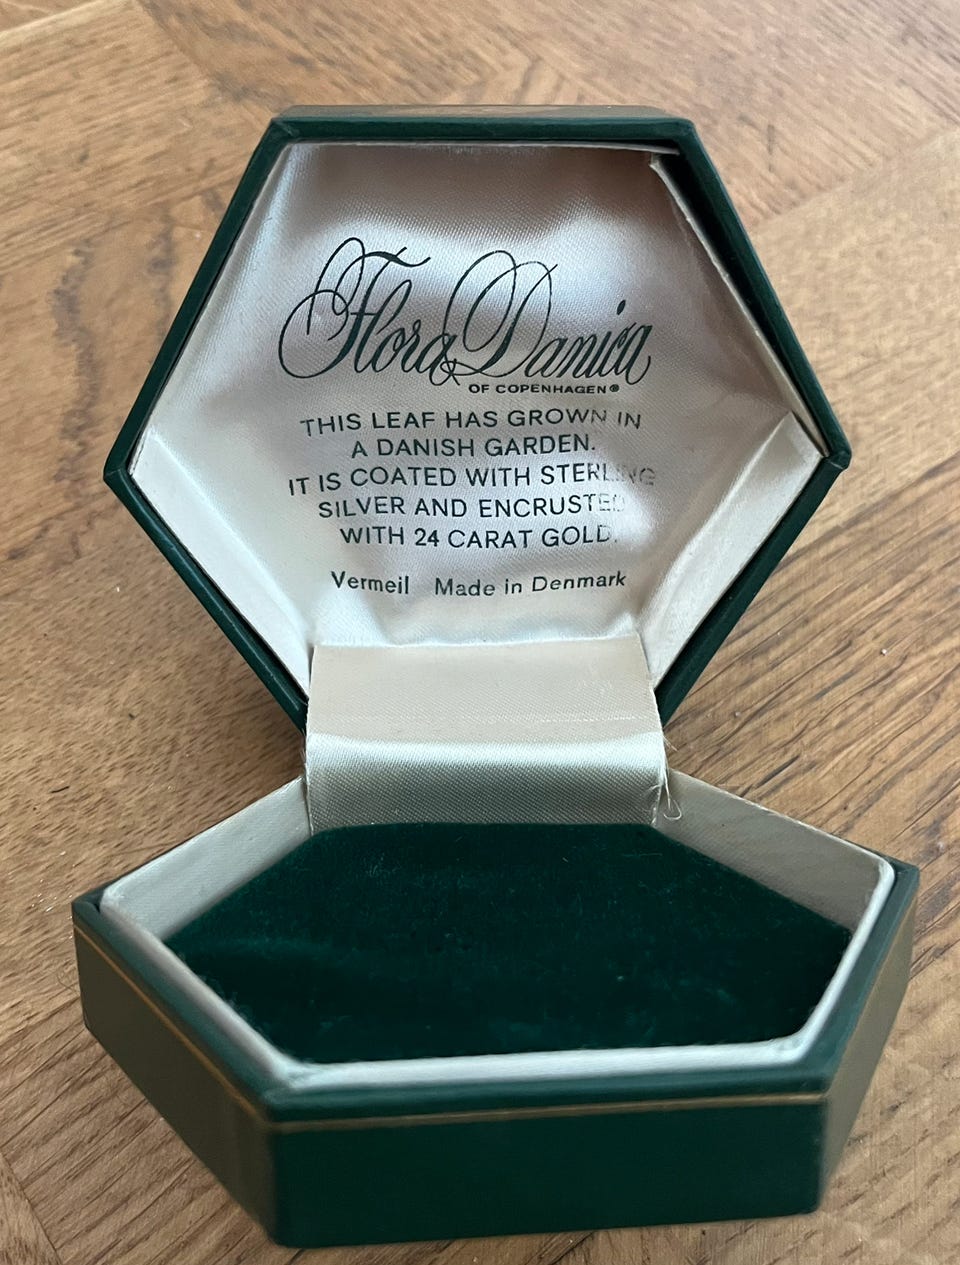 Flora Danica
OF COPENHAGEN®
THIS LEAF HAS GROWN IN
A DANISH GARDEN.
IT IS COATED WITH STERLING
SILVER AND ENCRUSTED
WITH 24 CARAT GOLD.
Vermeil Made in Denmark